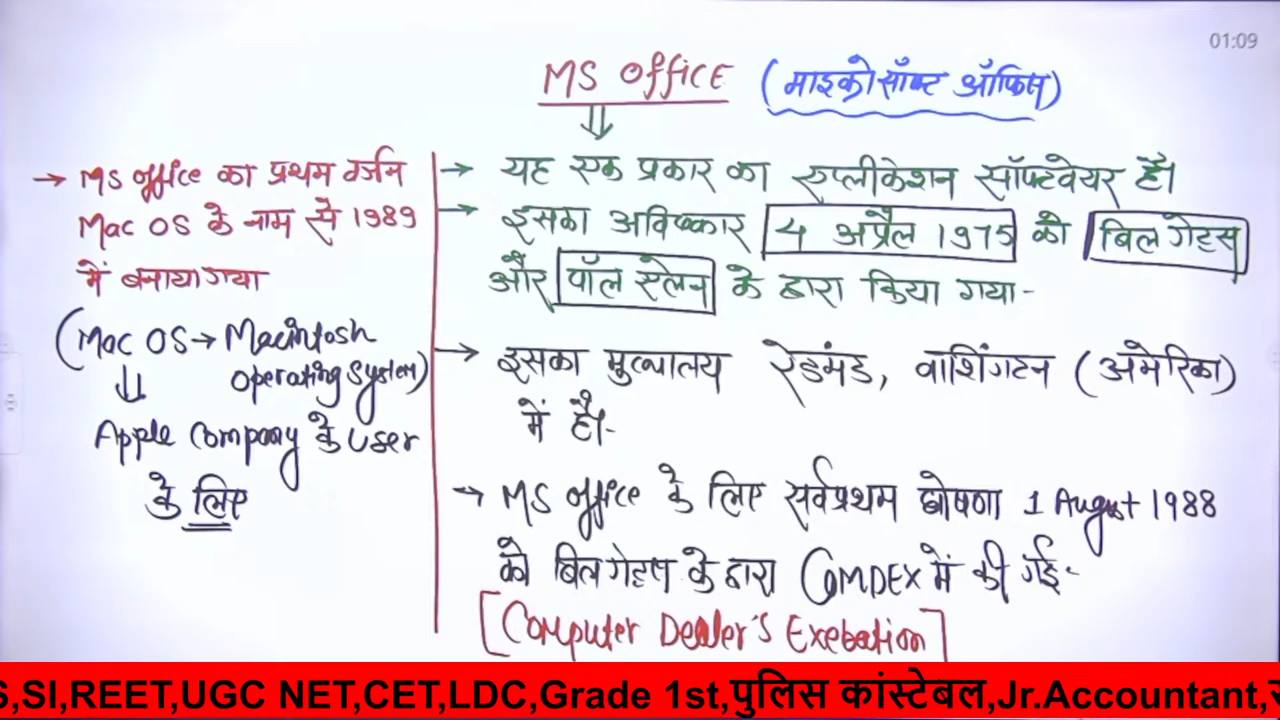 01:09
MS Office (माइक्रोसॉफ्ट ऑफिस)
→ यह एक प्रकार का एप्लीकेशन सॉफ्टवेयर है।
→ इसका अविष्कार 4 अप्रैल 1975 को बिल गेट्स
और पॉल एलेन के द्वारा किया गया-
→ इसका मुख्यालय रेडमंड, वाशिंगटन (अमेरिका)
में है।-
→ MS office के लिए सर्वप्रथम घोषणा 1 August 1988
को बिल गेट्स के द्वारा COMDEX में की गई-
[Computer Dealer's Exebation]
→ MS office का प्रथम वर्जन
Mac OS के नाम से 1989
में बनाया गया
(Mac OS → Macintosh
operating system)
Apple Company के user
के लिए
S,SI,REET,UGC NET,CET,LDC,Grade 1st,पुलिस कांस्टेबल,Jr.Accountant,